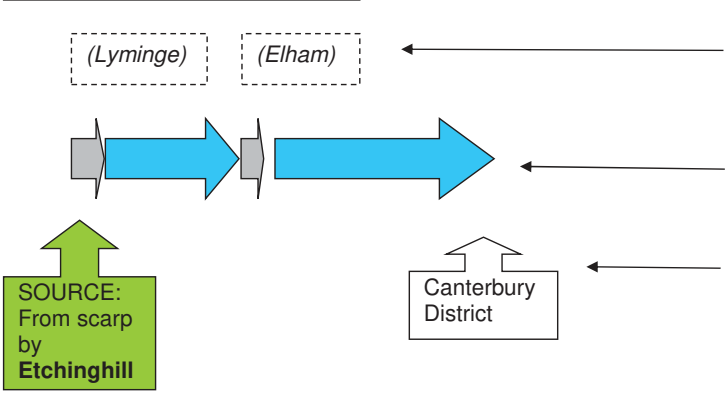 (Lyminge) (Elham)
SOURCE:
From scarp
by
Etchinghill
Canterbury
District